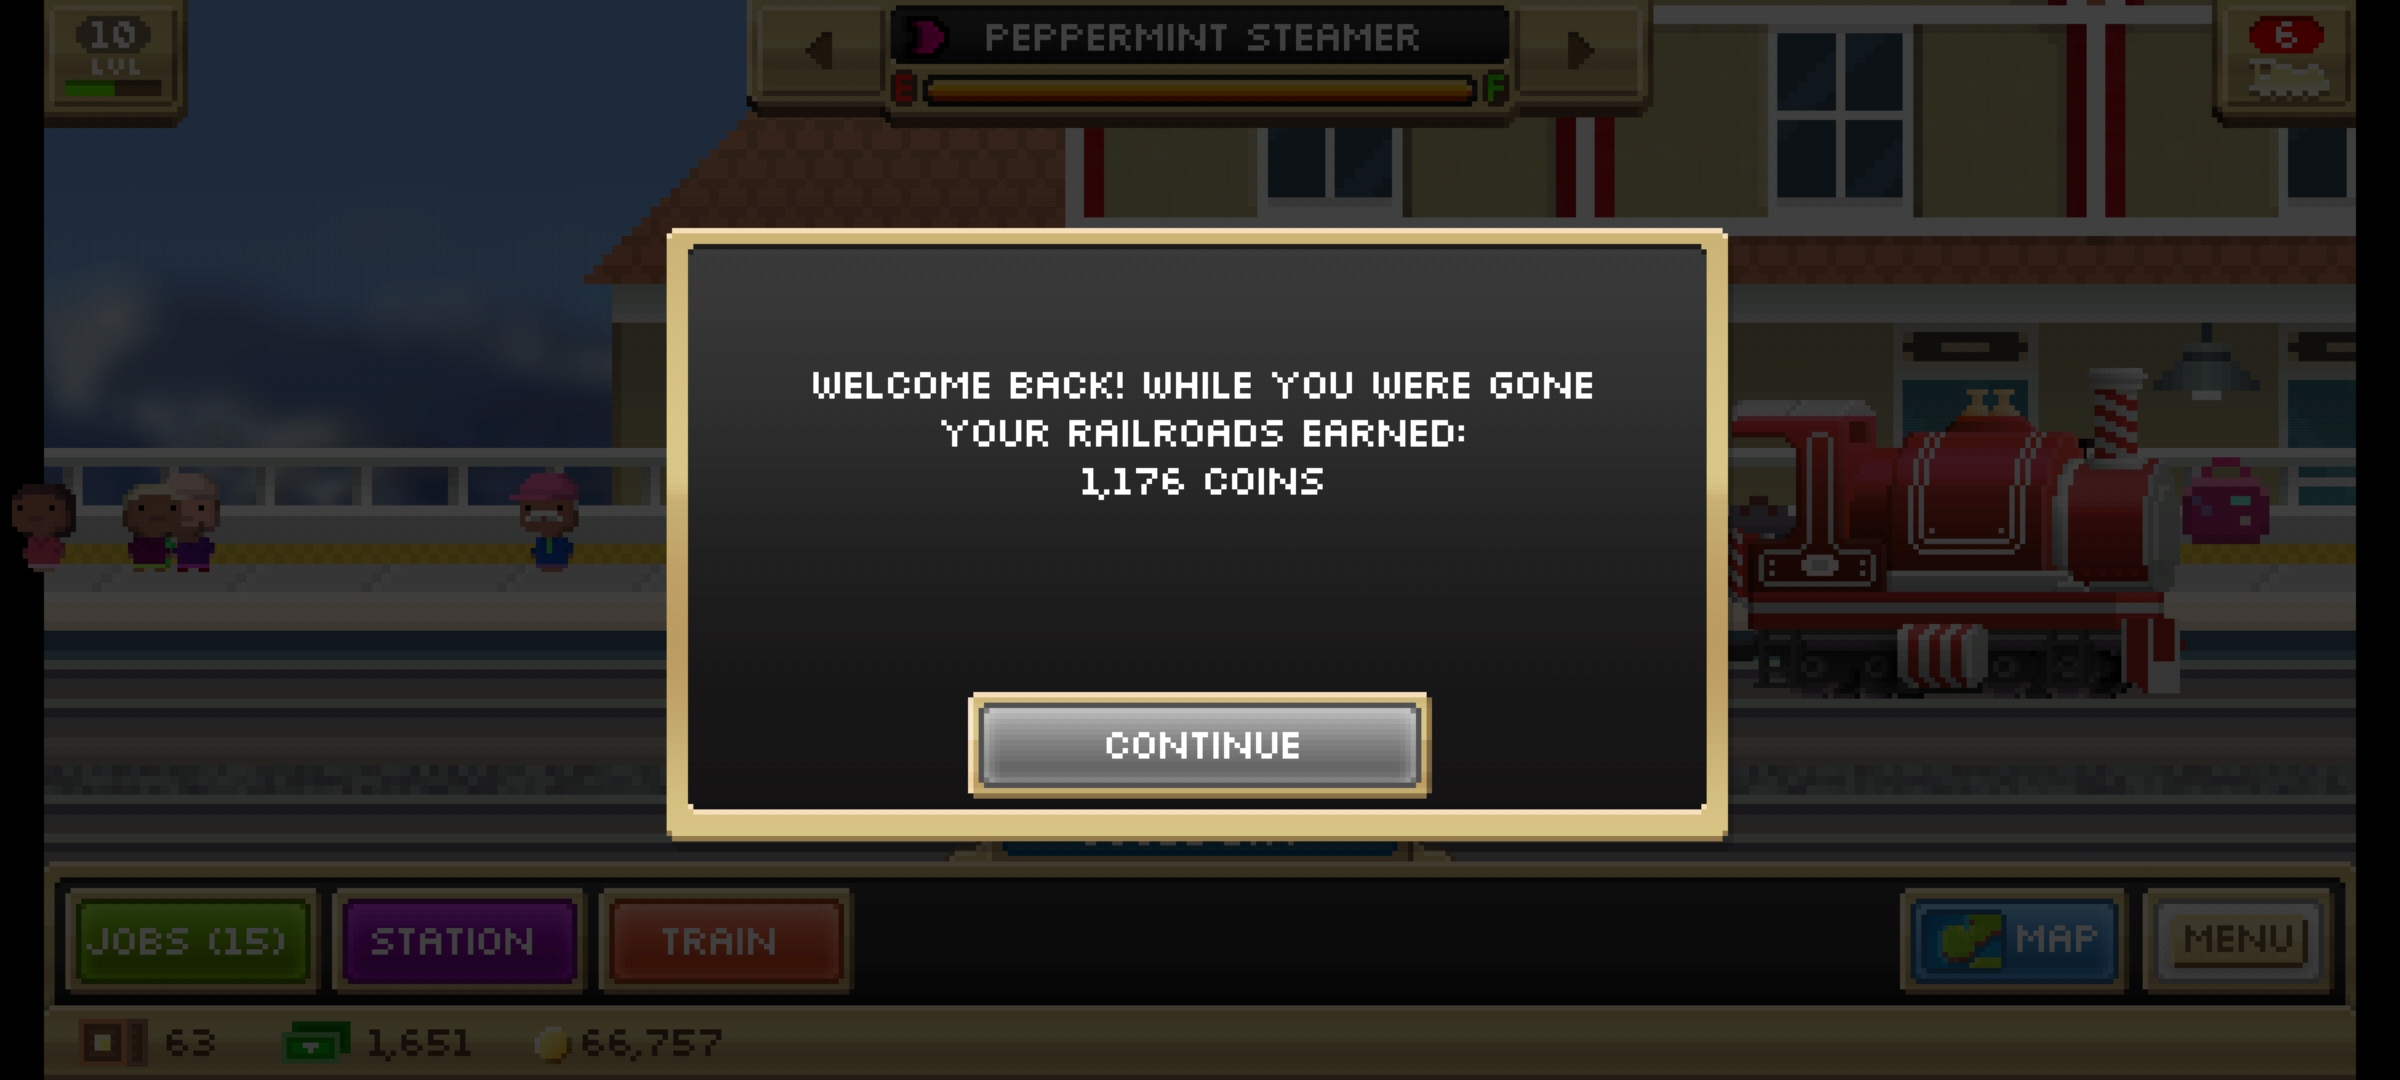 10
LVL
PEPPERMINT STEAMER
E
F
6
WELCOME BACK! WHILE YOU WERE GONE
YOUR RAILROADS EARNED:
1,176 COINS
CONTINUE
JOBS (15)
STATION
TRAIN
MAP
MENU
63
1,651
66,757